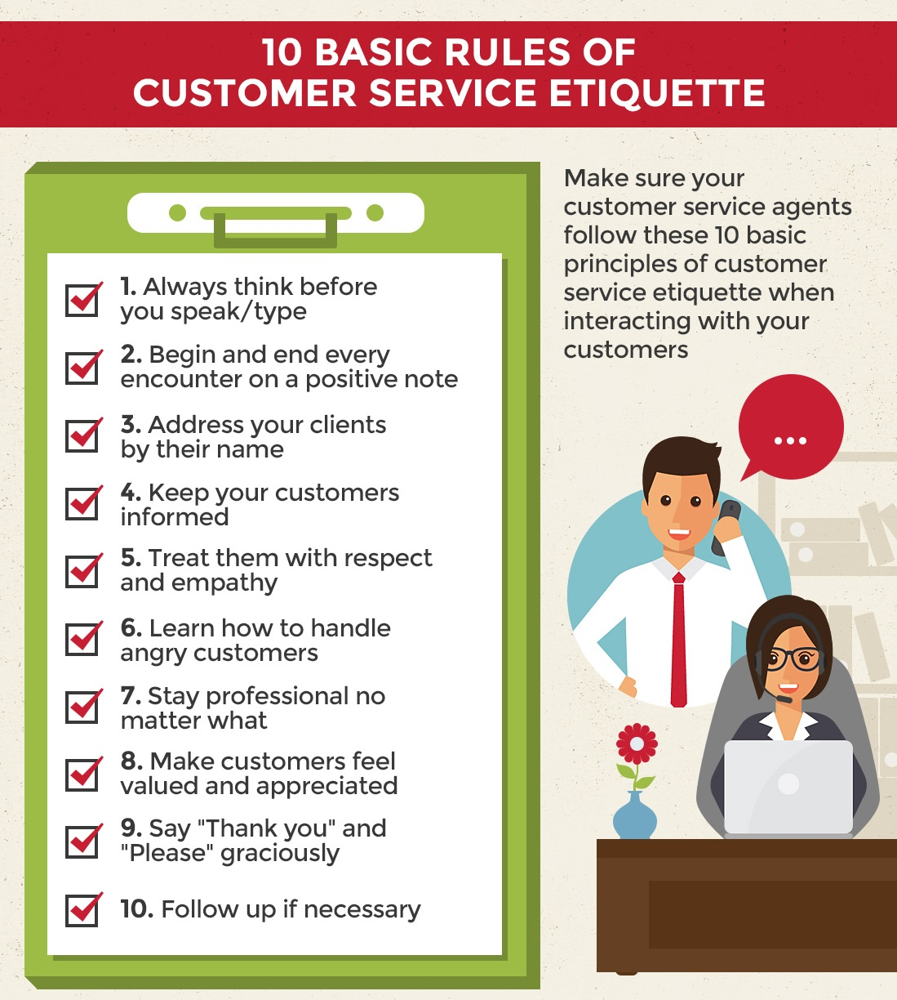 10 BASIC RULES OF
CUSTOMER SERVICE ETIQUETTE
1. Always think before
you speak/type
2. Begin and end every
encounter on a positive note
3. Address your clients
by their name
4. Keep your customers
informed
5. Treat them with respect
and empathy
6. Learn how to handle
angry customers
7. Stay professional no
matter what
8. Make customers feel
valued and appreciated
9. Say "Thank you" and
"Please" graciously
10. Follow up if necessary
Make sure your
customer service agents
follow these 10 basic
principles of customer
service etiquette when
interacting with your
customers
...